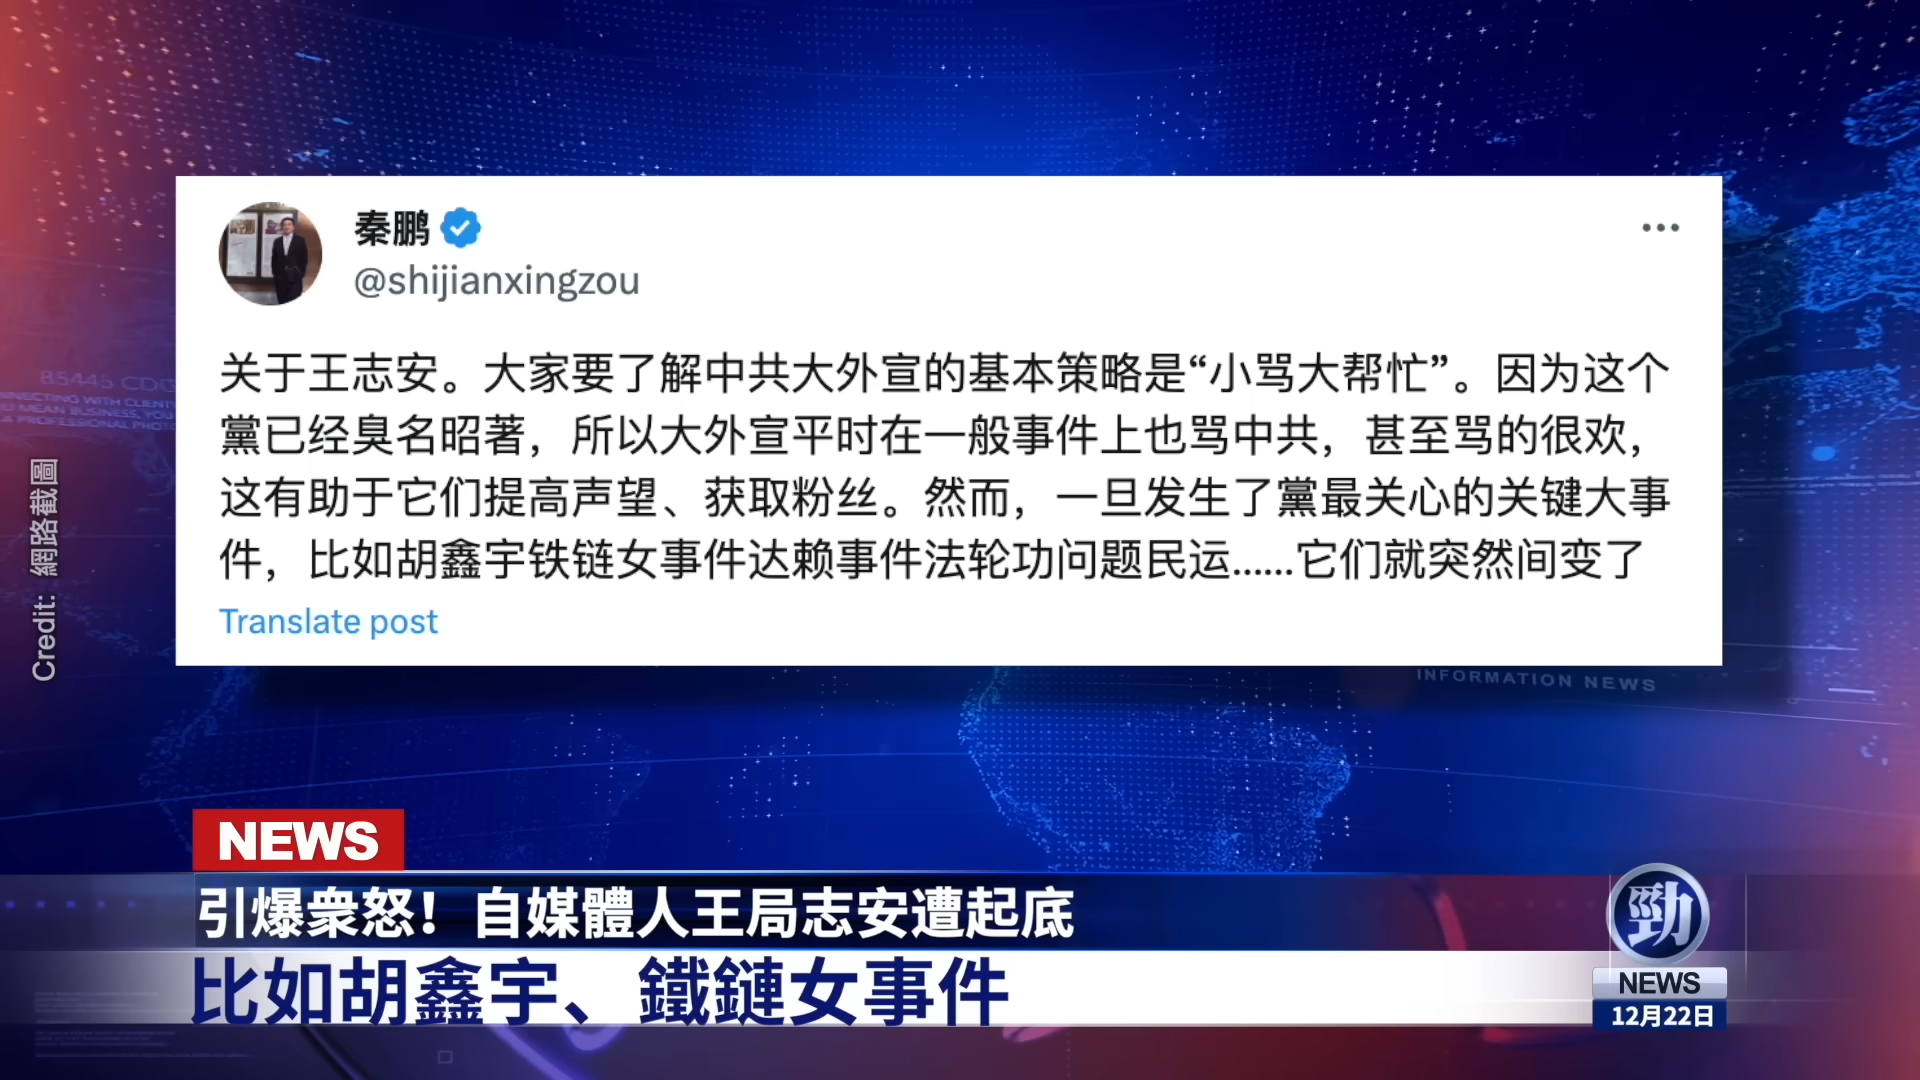 秦鹏
@shijianxingzou
关于王志安。大家要了解中共大外宣的基本策略是“小骂大帮忙”。因为这个
黨已经臭名昭著，所以大外宣平时在一般事件上也骂中共，甚至骂的很欢，
这有助于它们提高声望、获取粉丝。然而，一旦发生了黨最关心的关键大事
件，比如胡鑫宇铁链女事件达赖事件法轮功问题民运......它们就突然间变了
Translate post
Credit: 網路截圖
85445 CDG
INFORMATION NEWS
NEWS
引爆衆怒！自媒體人王局志安遭起底
比如胡鑫宇、鐵鏈女事件
勁
NEWS
12月22日